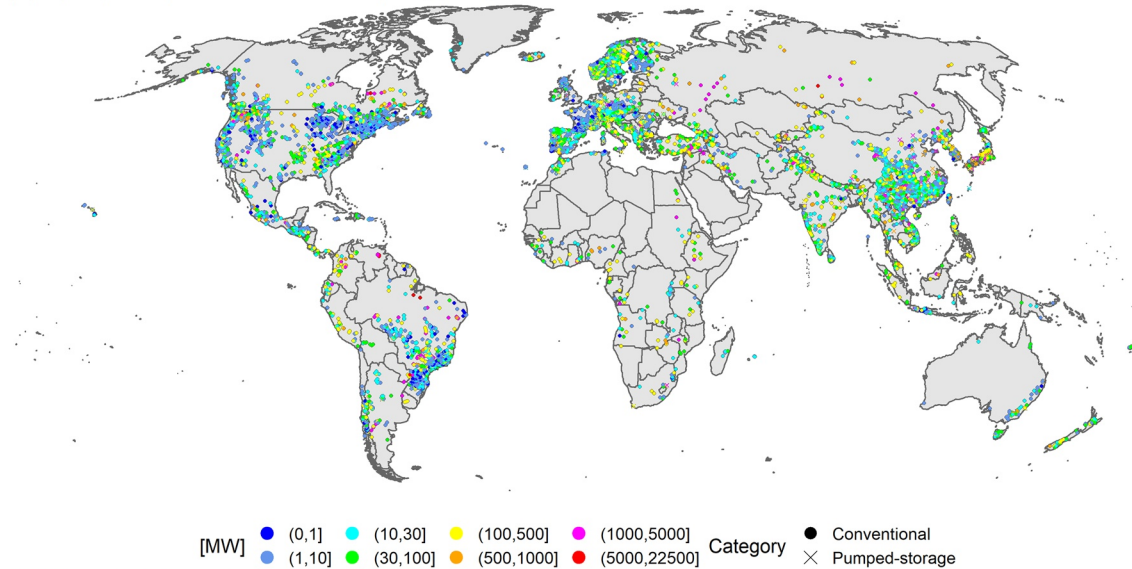 [MW]
(0,1] (10,30] (100,500] (1000,5000]
(1,10] (30,100] (500,1000] (5000,22500]
Category
Conventional
Pumped-storage